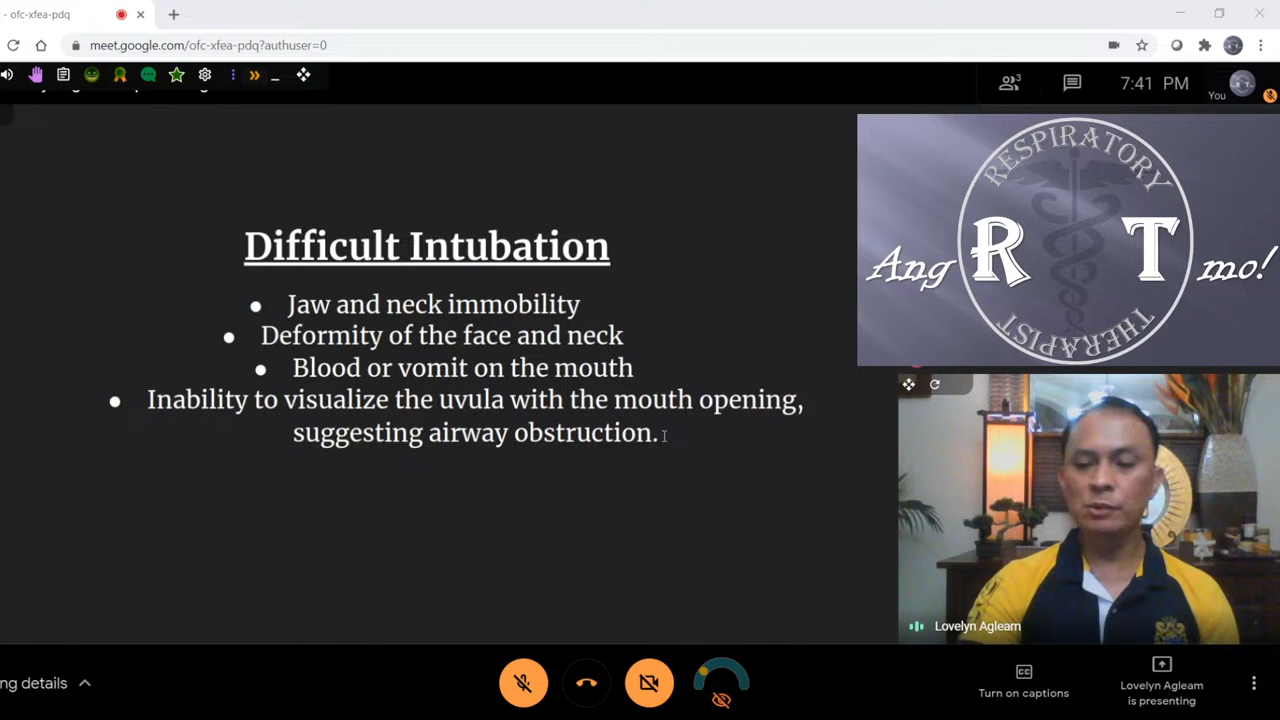 - ofc-xfea-pdq
meet.google.com/ofc-xfea-pdq?authuser=0
3
7:41 PM
You
RESPIRATORY
Ang R T mo!
THERAPIST
Difficult Intubation
● Jaw and neck immobility
● Deformity of the face and neck
● Blood or vomit on the mouth
● Inability to visualize the uvula with the mouth opening,
suggesting airway obstruction.
Lovelyn Agleam
ng details
CC
Turn on captions
Lovelyn Agleam
is presenting